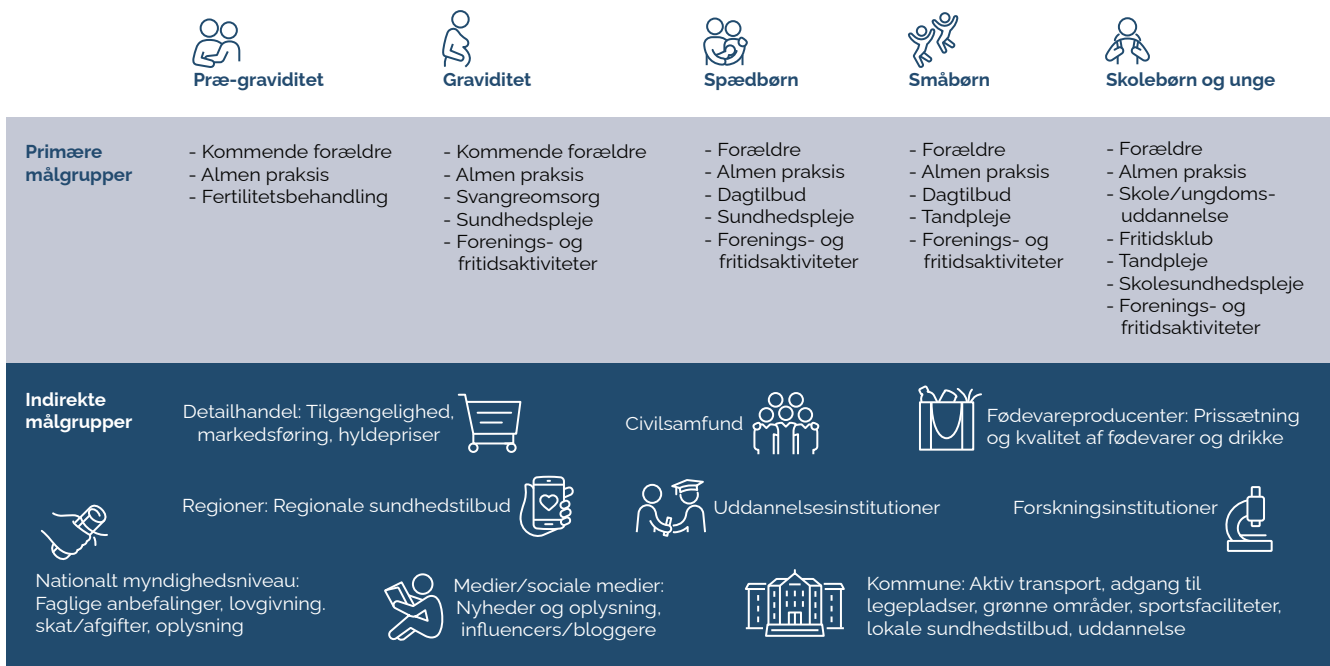 Præ-graviditet
Graviditet
Spædbørn
Småbørn
Skolebørn og unge
Primære
målgrupper
- Kommende forældre
- Almen praksis
- Fertilitetsbehandling
- Kommende forældre
- Almen praksis
- Svangreomsorg
- Sundhedspleje
- Forenings- og
fritidsaktiviteter
- Forældre
- Almen praksis
- Dagtilbud
- Sundhedspleje
- Forenings- og
fritidsaktiviteter
- Forældre
- Almen praksis
- Dagtilbud
- Tandpleje
- Forenings- og
fritidsaktiviteter
- Forældre
- Almen praksis
- Skole/ungdoms-
uddannelse
- Fritidsklub
- Tandpleje
- Skolesundhedspleje
- Forenings- og
fritidsaktiviteter
Indirekte
målgrupper
Detailhandel: Tilgængelighed,
markedsføring, hyldepriser
Civilsamfund
Fødevareproducenter: Prissætning
og kvalitet af fødevarer og drikke
Regioner: Regionale sundhedstilbud
Uddannelsesinstitutioner
Forskningsinstitutioner
Nationalt myndighedsniveau:
Faglige anbefalinger, lovgivning.
skat/afgifter, oplysning
Medier/sociale medier:
Nyheder og oplysning,
influencers/bloggere
Kommune: Aktiv transport, adgang til
legepladser, grønne områder, sportsfaciliteter,
lokale sundhedstilbud, uddannelse